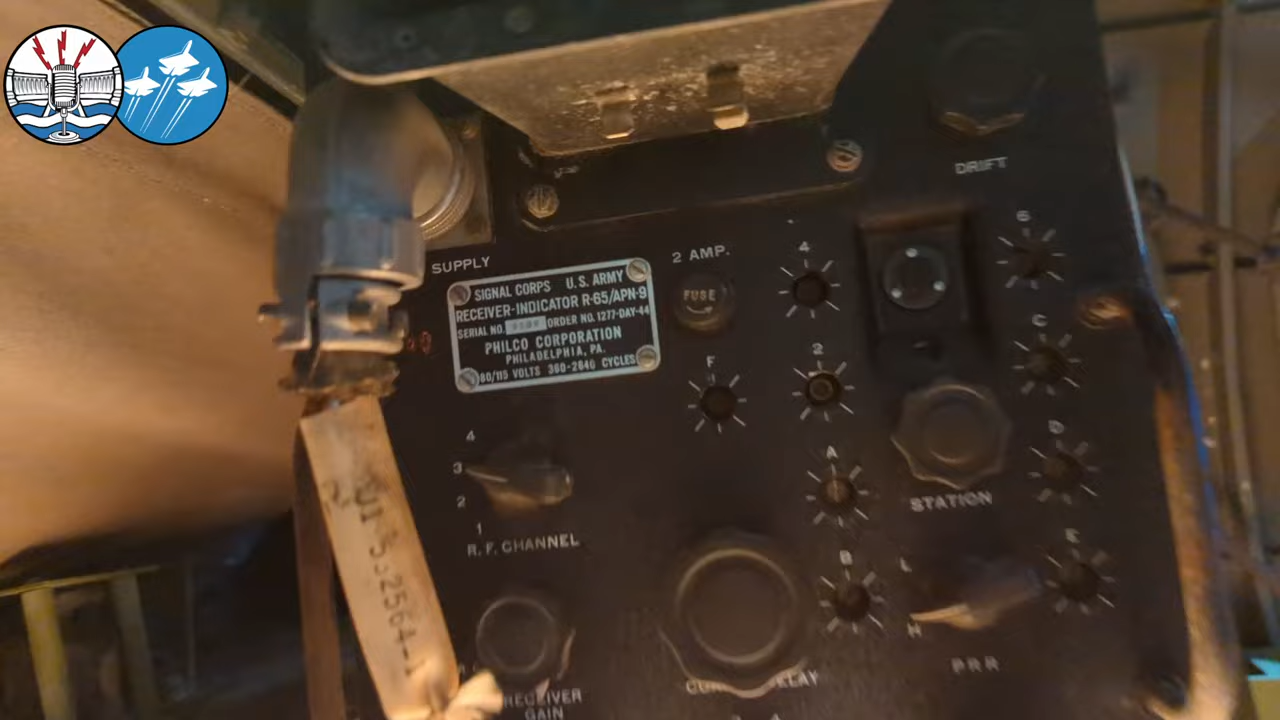 DRIFT
SUPPLY
2 AMP.
FUSE
4
6
SIGNAL CORPS U.S. ARMY
RECEIVER-INDICATOR R-65/APN-9
SERIAL NO. ORDER NO. 1277-DAY-44
PHILCO CORPORATION
PHILADELPHIA, PA.
80/115 VOLTS 360-2640 CYCLES
F
2
C
A
D
STATION
B
E
4
3
2
1
R.F. CHANNEL
L
H
PRR
RECEIVER
GAIN